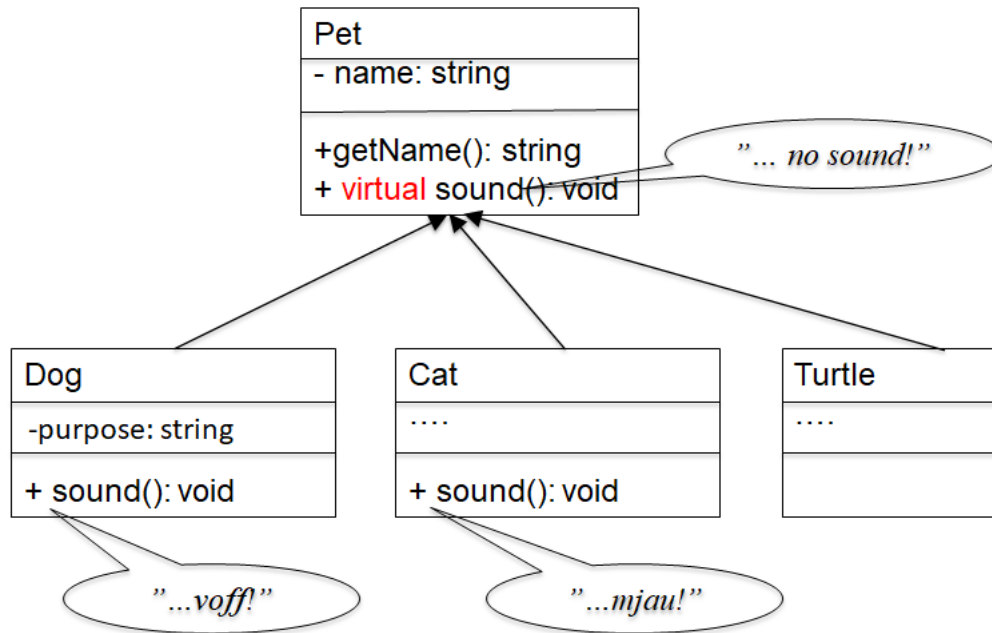 Pet
- name: string
+getName(): string
+ virtual sound(): void
”... no sound!”
Dog
-purpose: string
+ sound(): void
”...voff!”
Cat
....
+ sound(): void
”...mjau!”
Turtle
....